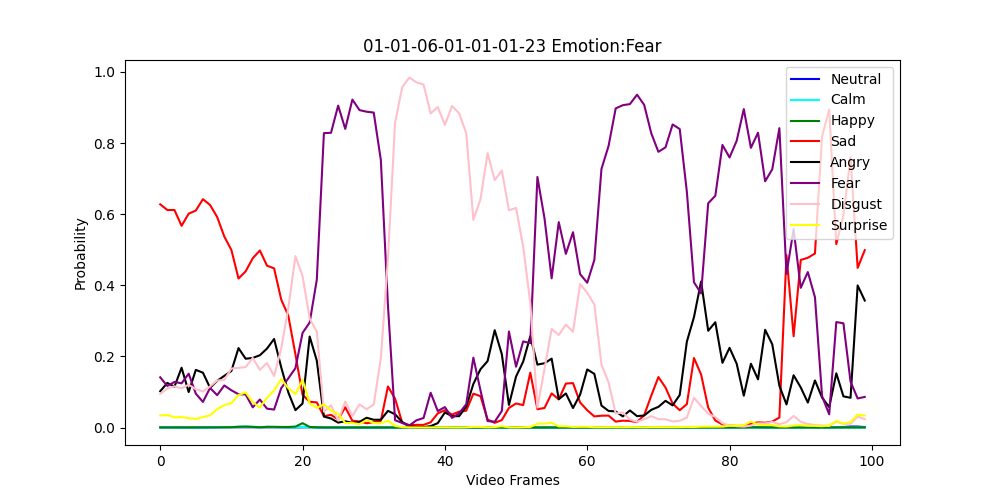 01-01-06-01-01-01-23 Emotion:Fear
1.0
0.8
0.6
0.4
0.2
0.0
Probability
0
20
40
60
80
100
Video Frames
Neutral
Calm
Happy
Sad
Angry
Fear
Disgust
Surprise